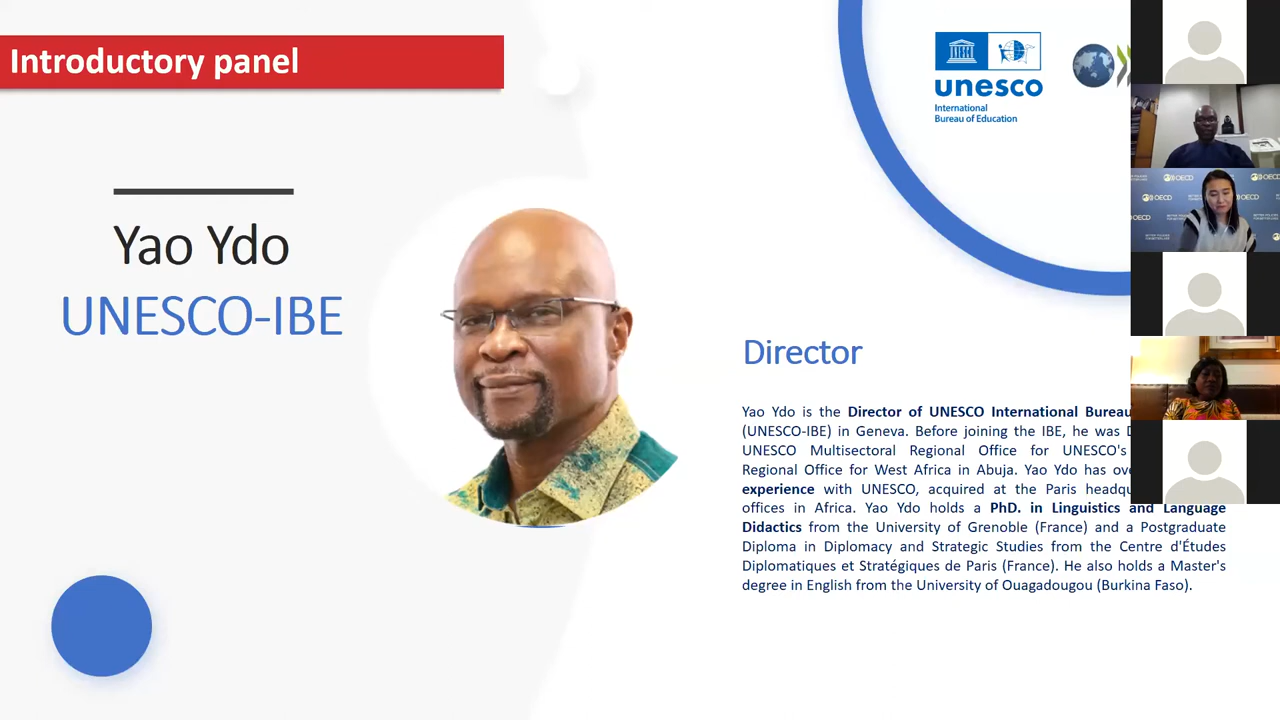 Introductory panel
Yao Ydo
UNESCO-IBE
unesco
International
Bureau of Education
Director
Yao Ydo is the Director of UNESCO International Bureau
(UNESCO-IBE) in Geneva. Before joining the IBE, he was
UNESCO Multisectoral Regional Office for UNESCO's
Regional Office for West Africa in Abuja. Yao Ydo has
experience with UNESCO, acquired at the Paris
offices in Africa. Yao Ydo holds a PhD. in Linguistics and Language
Didactics from the University of Grenoble (France) and a Postgraduate
Diploma in Diplomacy and Strategic Studies from the Centre d'Études
Diplomatiques et Stratégiques de Paris (France). He also holds a Master's
degree in English from the University of Ouagadougou (Burkina Faso).
OECD
OECD
OECD
OECD
OECD